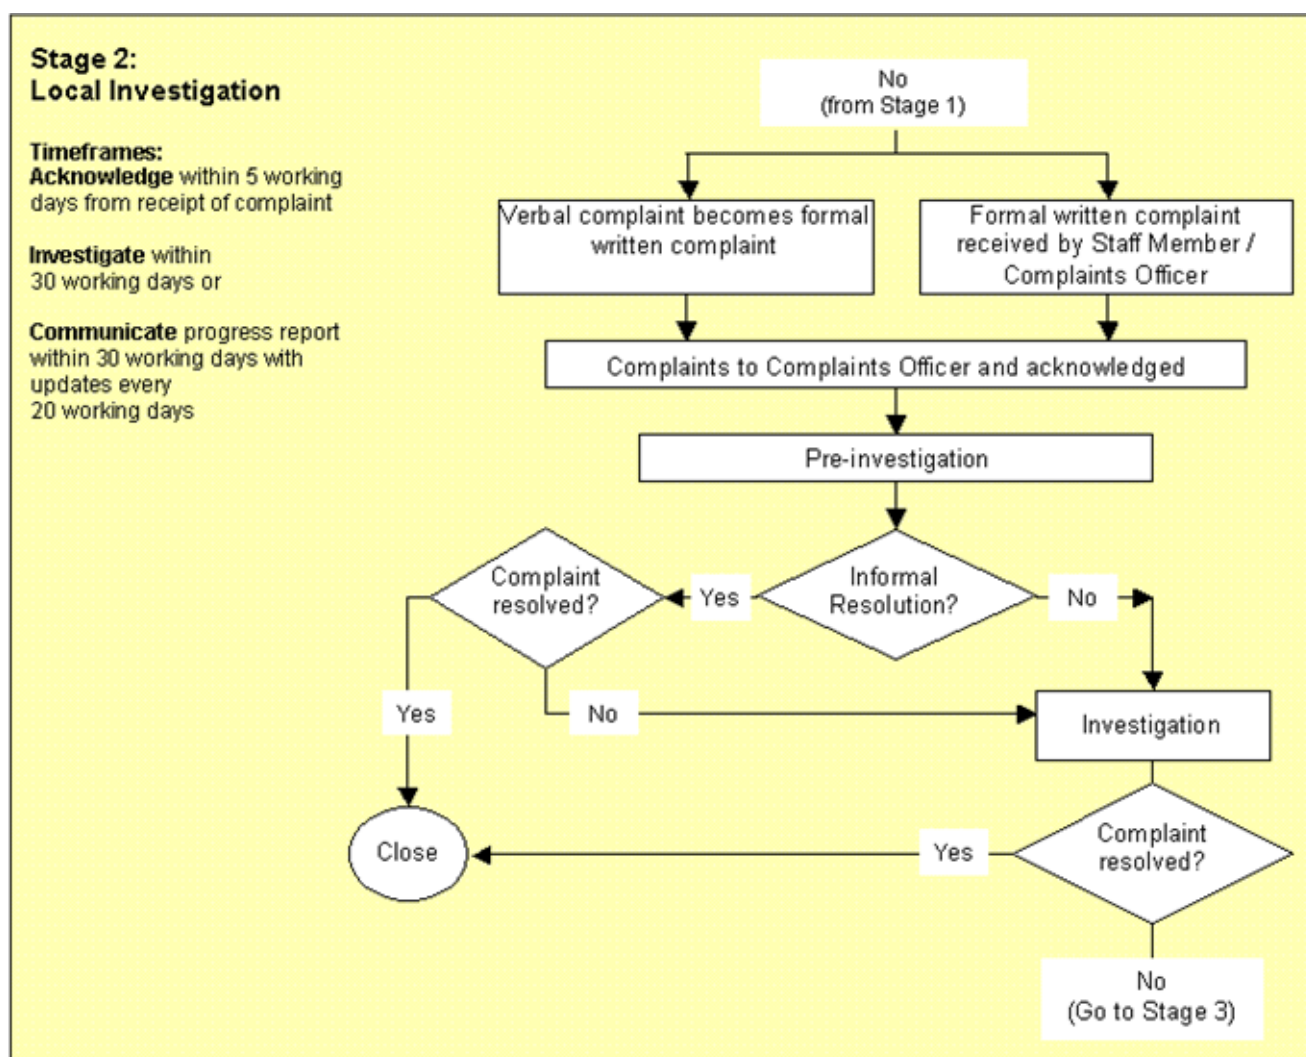 Stage 2:
Local Investigation
Timeframes:
Acknowledge within 5 working
days from receipt of complaint
Investigate within
30 working days or
Communicate progress report
within 30 working days with
updates every
20 working days
No
(from Stage 1)
Verbal complaint becomes formal
written complaint
Formal written complaint
received by Staff Member /
Complaints Officer
Complaints to Complaints Officer and acknowledged
Pre-investigation
Complaint
resolved?
Yes
Informal
Resolution?
No
Yes
No
Investigation
Close
Yes
Complaint
resolved?
No
(Go to Stage 3)